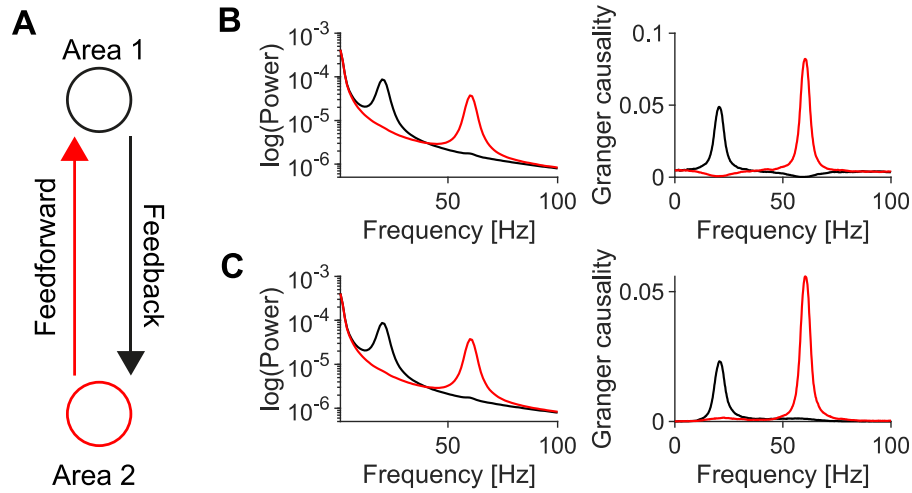 A
Area 1
Feedforward
Feedback
Area 2
B
log(Power)
10-3
10-4
10-5
10-6
50
100
Frequency [Hz]
Granger causality
0.1
0.05
0
0
50
100
Frequency [Hz]
C
log(Power)
10-3
10-4
10-5
10-6
50
100
Frequency [Hz]
Granger causality
0.05
0
0
50
100
Frequency [Hz]